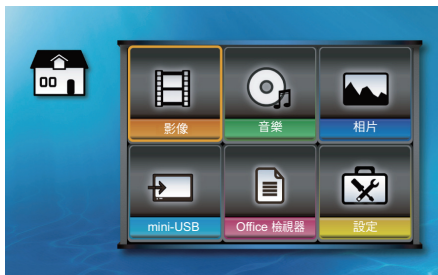 影像
音樂
相片
mini-USB
Office 檢視器
設定